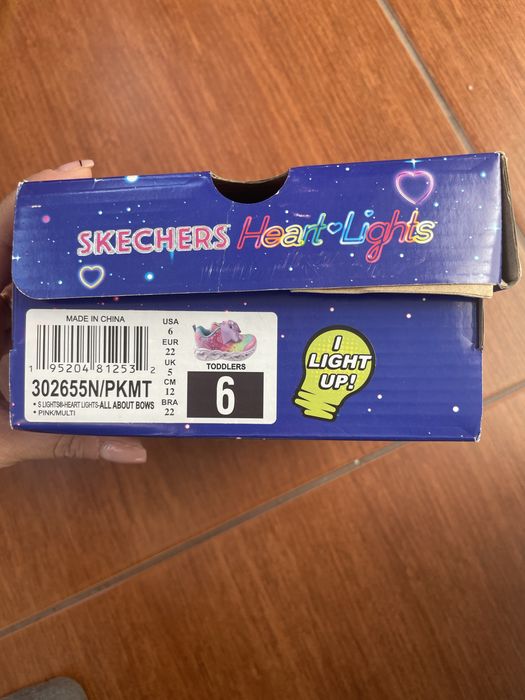 SKECHERS Heart Lights
MADE IN CHINA
1 95204 81253 2
302655N/PKMT
• S LIGHTS®-HEART LIGHTS-ALL ABOUT BOWS
• PINK/MULTI
USA
6
EUR
22
UK
5
CM
12
BRA
22
TODDLERS
6
I
LIGHT
UP!